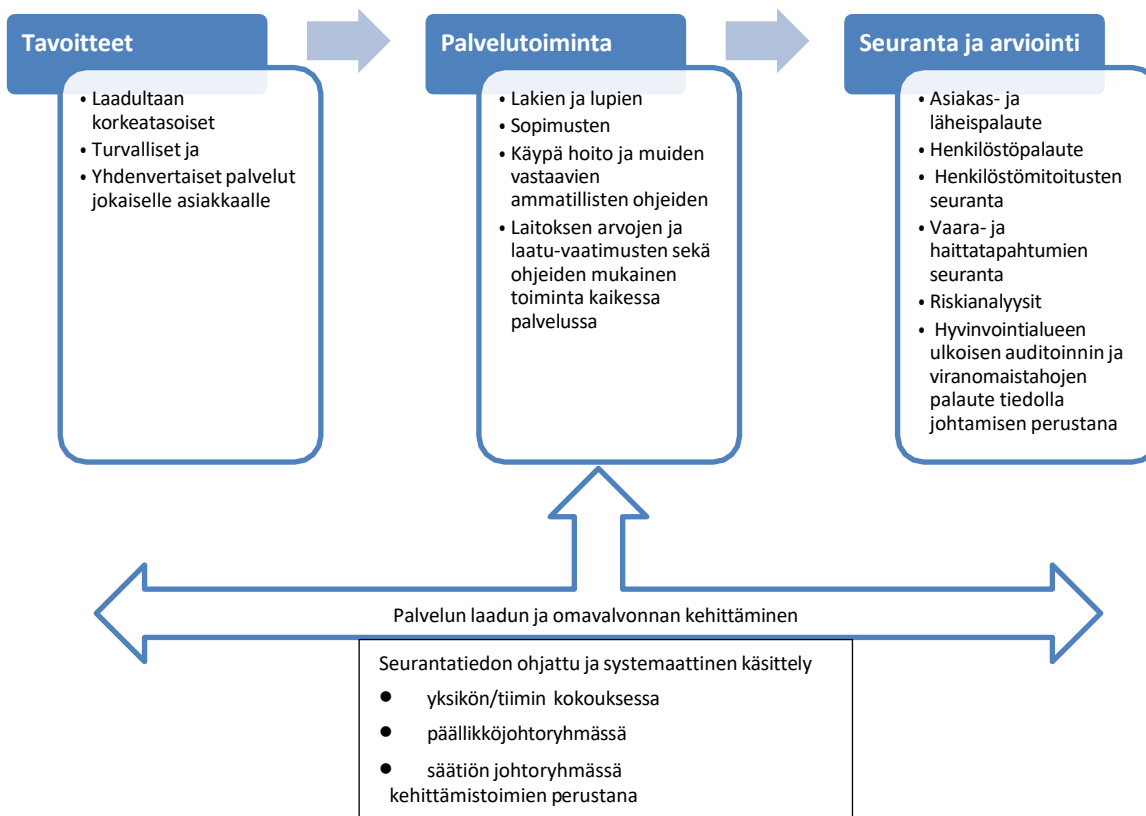 Tavoitteet
• Laadultaan
korkeatasoiset
• Turvalliset ja
• Yhdenvertaiset palvelut
jokaiselle asiakkaalle
Palvelutoiminta
• Lakien ja lupien
• Sopimusten
• Käypä hoito ja muiden
vastaavien
ammatillisten ohjeiden
• Laitoksen arvojen ja
laatu-vaatimusten sekä
ohjeiden mukainen
toiminta kaikessa
palvelussa
Seuranta ja arviointi
• Asiakas- ja
läheispalaute
• Henkilöstöpalaute
• Henkilöstömitoitusten
seuranta
• Vaara- ja
haittatapahtumien
seuranta
• Riskianalyysit
• Hyvinvointialueen
ulkoisen auditoinnin ja
viranomaistahojen
palaute tiedolla
johtamisen perustana
Palvelun laadun ja omavalvonnan kehittäminen
Seurantatiedon ohjattu ja systemaattinen käsittely
● yksikön/tiimin kokouksessa
● päällikköjohtoryhmässä
● säätiön johtoryhmässä
kehittämistoimien perustana